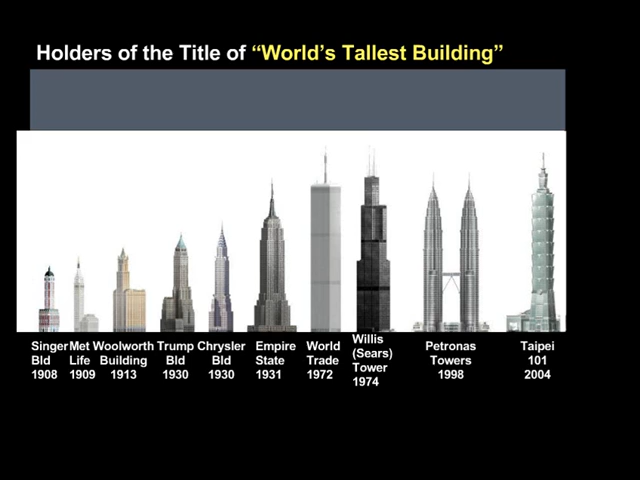 Holders of the Title of “World’s Tallest Building”
Singer Bld 1908
Met Life 1909
Woolworth Building 1913
Trump Bld 1930
Chrysler Bld 1930
Empire State 1931
World Trade 1972
Willis (Sears) Tower 1974
Petronas Towers 1998
Taipei 101 2004